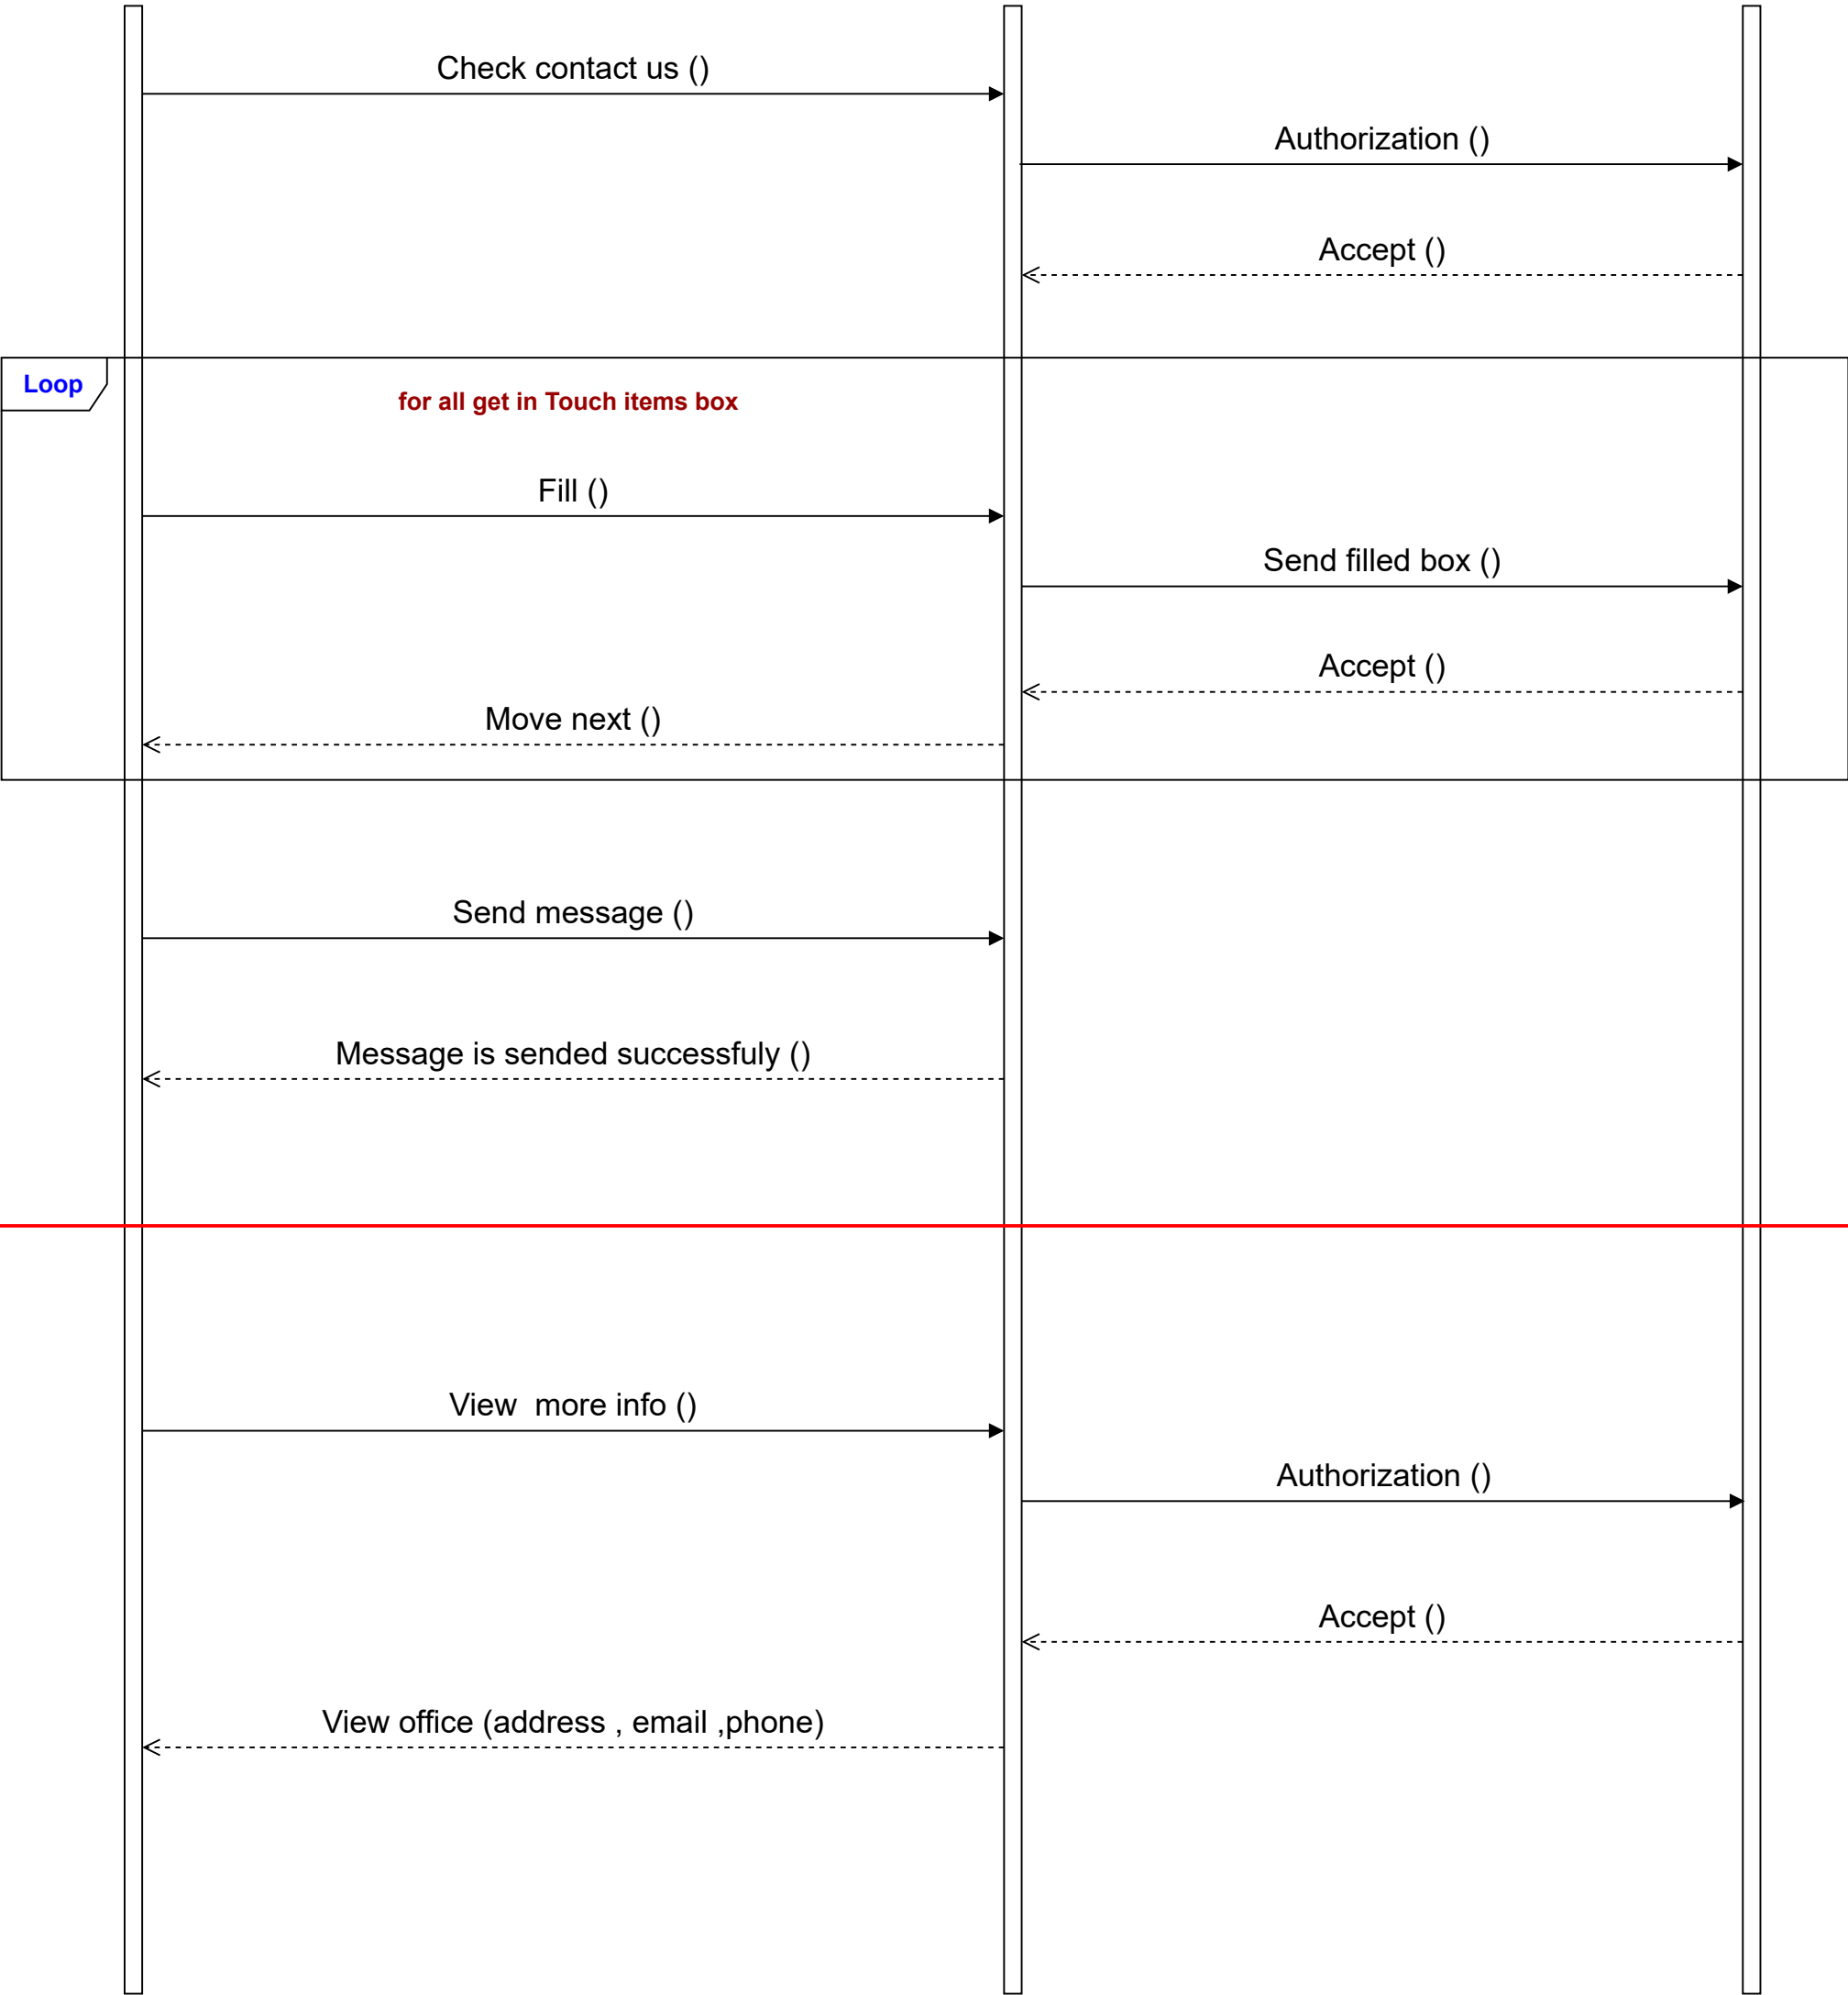 Check contact us ()
Authorization ()
Accept ()
Loop
for all get in Touch items box
Fill ()
Send filled box ()
Accept ()
Move next ()
Send message ()
Message is sended successfuly ()
View  more info ()
Authorization ()
Accept ()
View office (address , email ,phone)